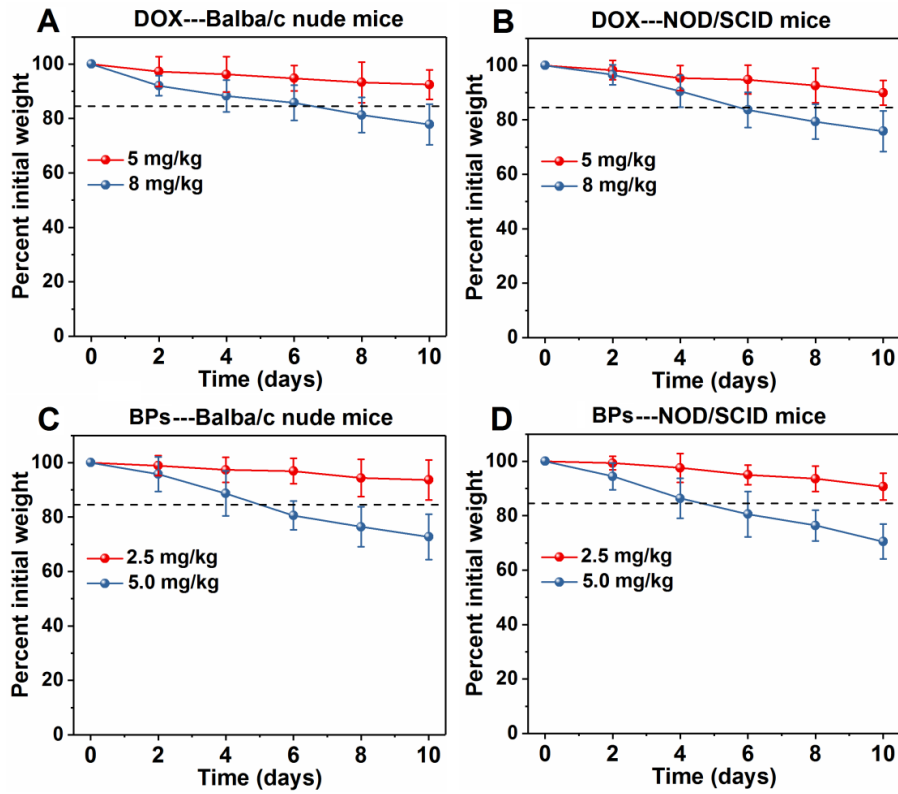 A
DOX---Balba/c nude mice
Percent initial weight
100
80
60
40
20
0
5 mg/kg
8 mg/kg
0 2 4 6 8 10
Time (days)
B
DOX---NOD/SCID mice
Percent initial weight
100
80
60
40
20
0
5 mg/kg
8 mg/kg
0 2 4 6 8 10
Time (days)
C
BPs---Balba/c nude mice
Percent initial weight
100
80
60
40
20
0
2.5 mg/kg
5.0 mg/kg
0 2 4 6 8 10
Time (days)
D
BPs---NOD/SCID mice
Percent initial weight
100
80
60
40
20
0
2.5 mg/kg
5.0 mg/kg
0 2 4 6 8 10
Time (days)